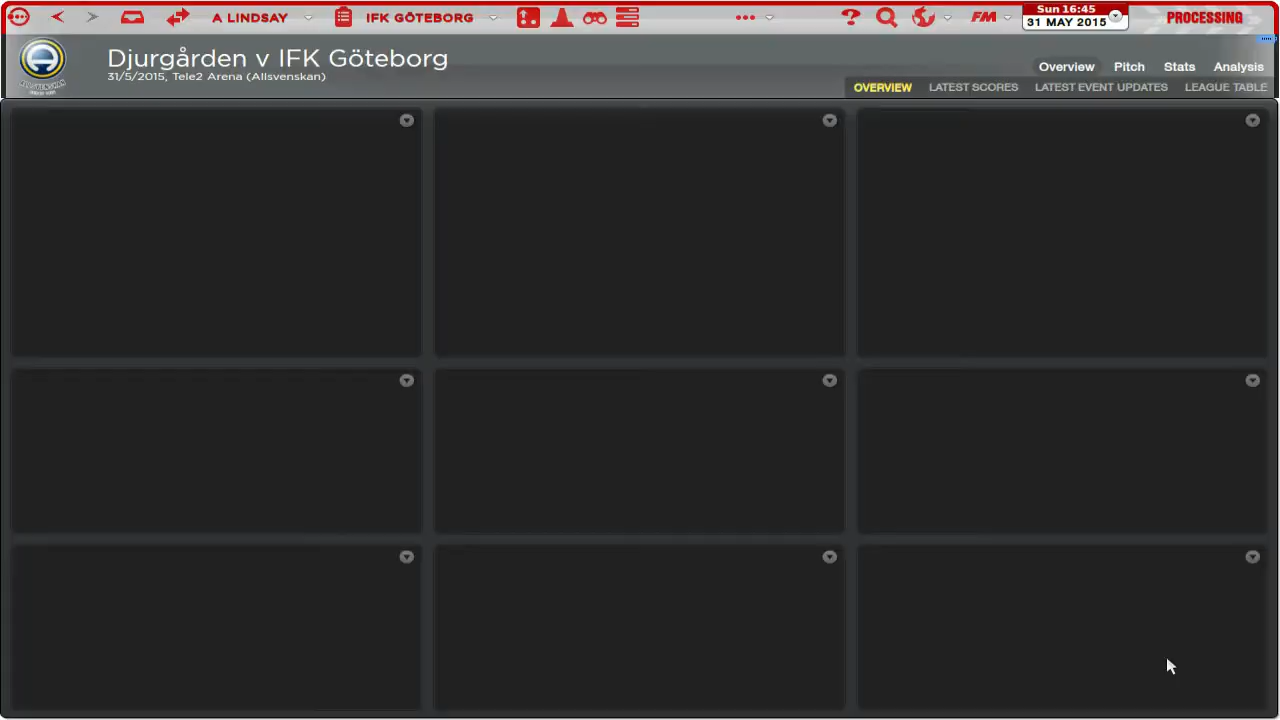 A LINDSAY
IFK GÖTEBORG
FM
Sun 16:45
31 MAY 2015
PROCESSING
Djurgården v IFK Göteborg
31/5/2015, Tele2 Arena (Allsvenskan)
Overview Pitch Stats Analysis
OVERVIEW LATEST SCORES LATEST EVENT UPDATES LEAGUE TABLE